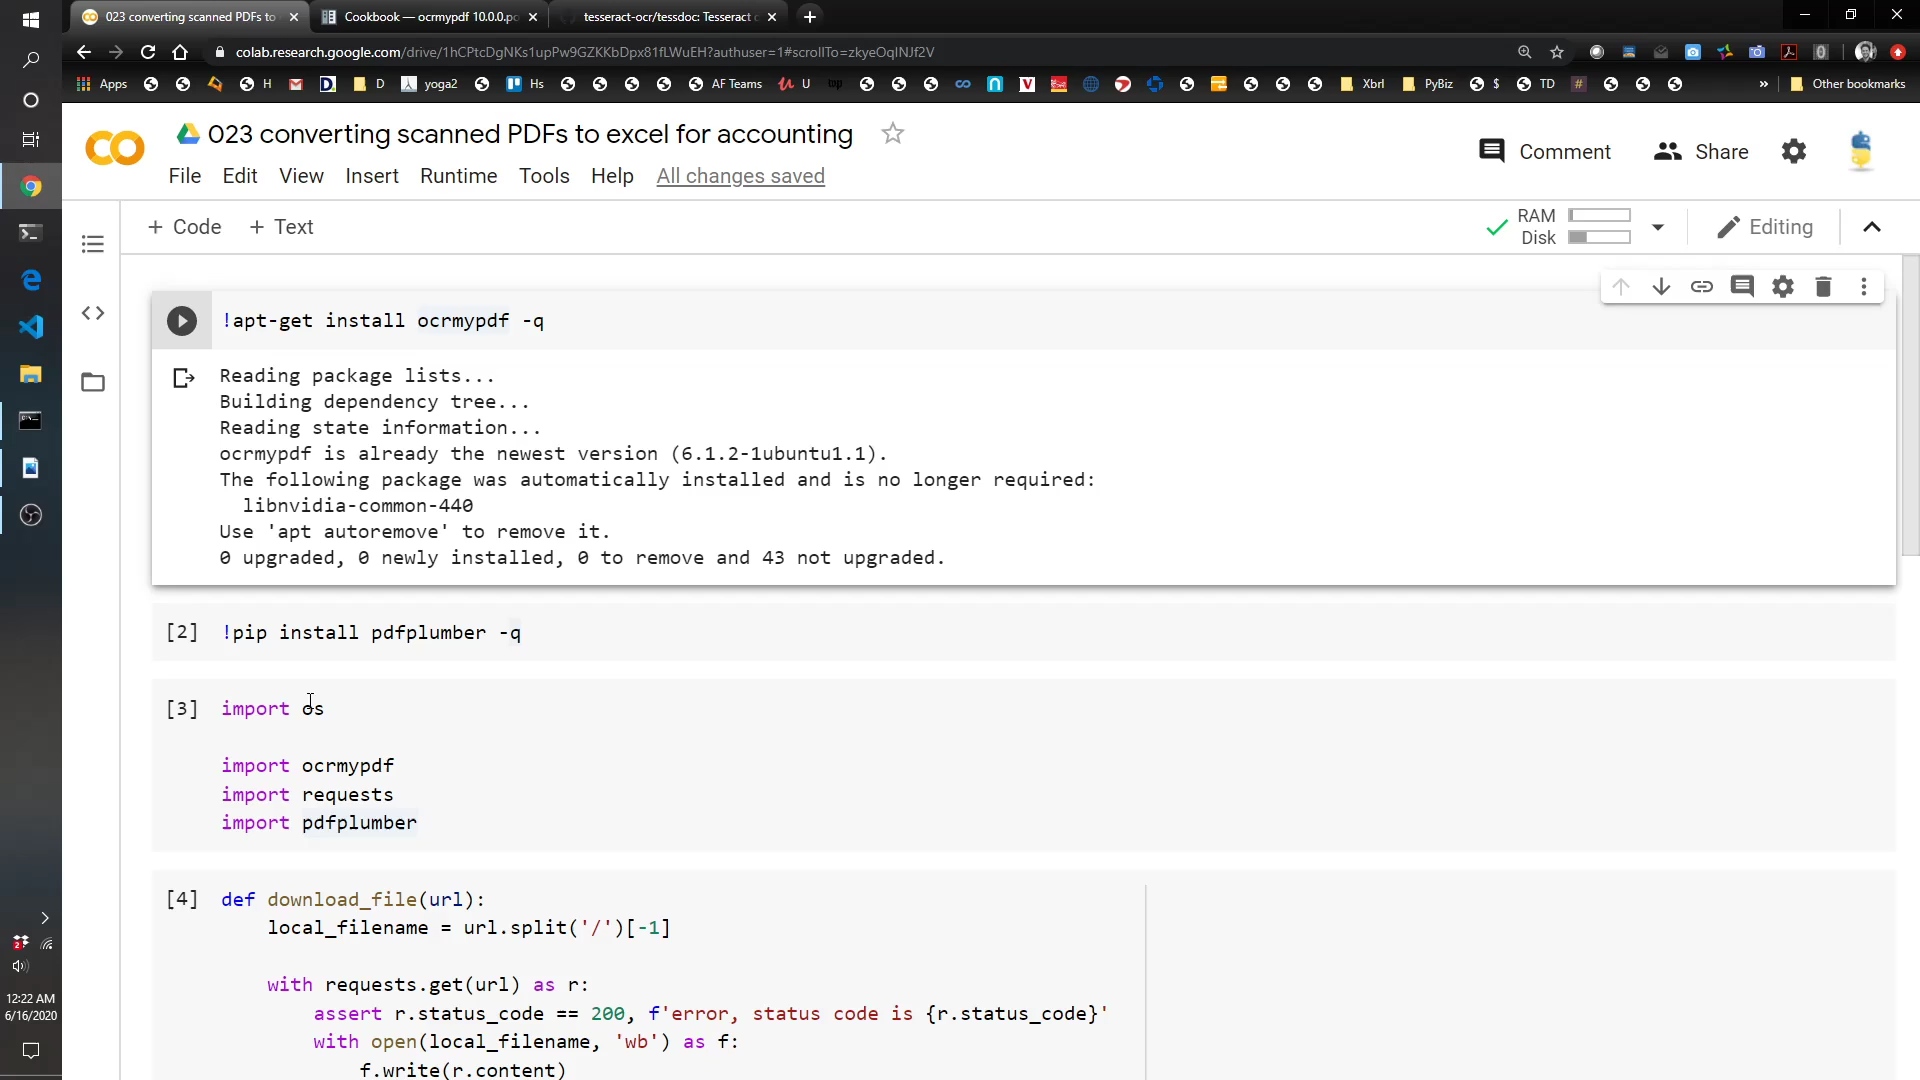 023 converting scanned PDFs to
Cookbook — ocrmypdf 10.0.0.po
tesseract-ocr/tessdoc: Tesseract o
colab.research.google.com/drive/1hCPtcDgNKs1upPw9GZKKbDpx81fLWuEH?authuser=1#scrollTo=zkyeOqINJf2V
Apps
H
D
yoga2
Hs
AF Teams
U
Xbrl
PyBiz
$
TD
#
»
Other bookmarks
023 converting scanned PDFs to excel for accounting
Comment
Share
File Edit View Insert Runtime Tools Help All changes saved
+ Code + Text
RAM
Disk
Editing
!apt-get install ocrmypdf -q
Reading package lists...
Building dependency tree...
Reading state information...
ocrmypdf is already the newest version (6.1.2-1ubuntu1.1).
The following package was automatically installed and is no longer required:
libnvidia-common-440
Use 'apt autoremove' to remove it.
0 upgraded, 0 newly installed, 0 to remove and 43 not upgraded.
[2] !pip install pdfplumber -q
[3] import os
import ocrmypdf
import requests
import pdfplumber
[4] def download_file(url):
local_filename = url.split('/')[-1]
with requests.get(url) as r:
assert r.status_code == 200, f'error, status code is {r.status_code}'
with open(local_filename, 'wb') as f:
f.write(r.content)
12:22 AM
6/16/2020